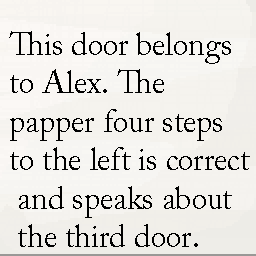 This door belongs
to Alex. The
papper four steps
to the left is correct
and speaks about
the third door.